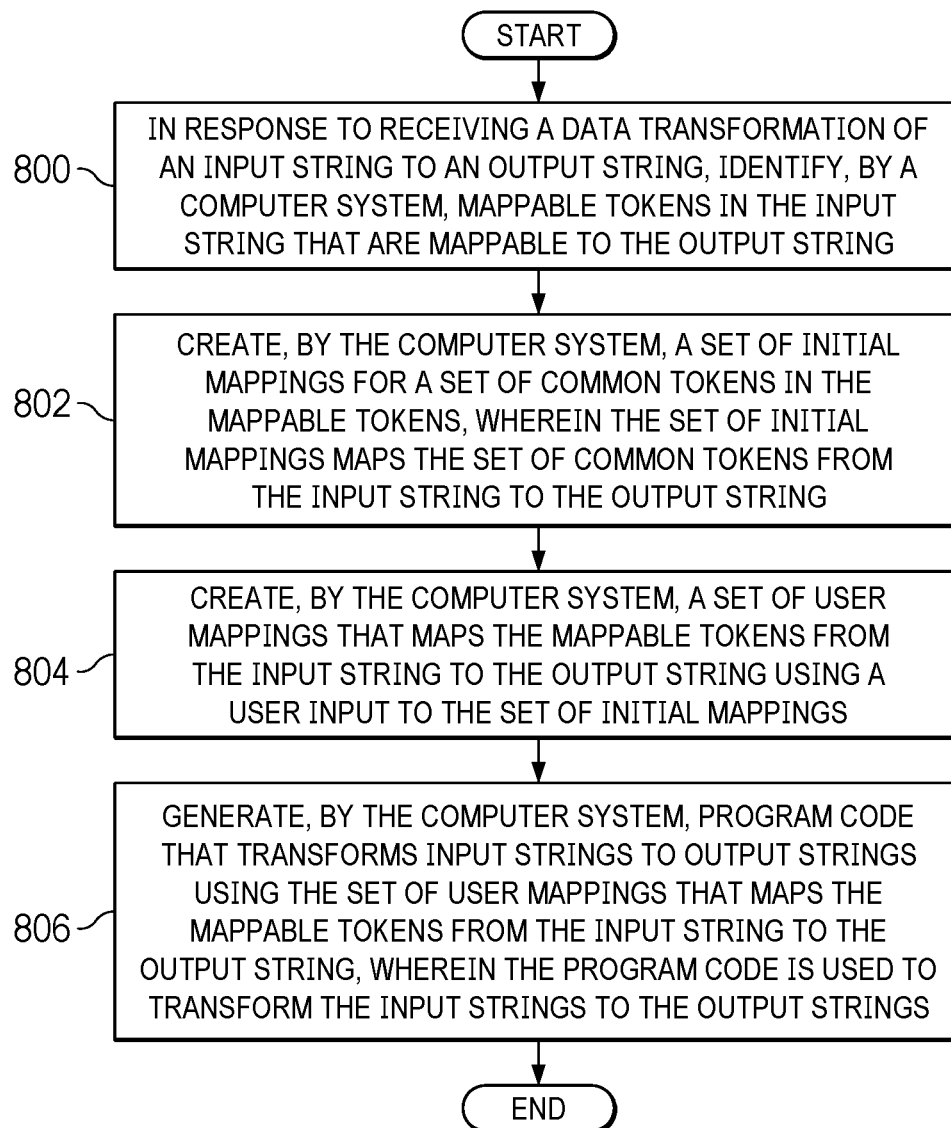 START
800
IN RESPONSE TO RECEIVING A DATA TRANSFORMATION OF
AN INPUT STRING TO AN OUTPUT STRING, IDENTIFY, BY A
COMPUTER SYSTEM, MAPPABLE TOKENS IN THE INPUT
STRING THAT ARE MAPPABLE TO THE OUTPUT STRING
802
CREATE, BY THE COMPUTER SYSTEM, A SET OF INITIAL
MAPPINGS FOR A SET OF COMMON TOKENS IN THE
MAPPABLE TOKENS, WHEREIN THE SET OF INITIAL
MAPPINGS MAPS THE SET OF COMMON TOKENS FROM
THE INPUT STRING TO THE OUTPUT STRING
804
CREATE, BY THE COMPUTER SYSTEM, A SET OF USER
MAPPINGS THAT MAPS THE MAPPABLE TOKENS FROM
THE INPUT STRING TO THE OUTPUT STRING USING A
USER INPUT TO THE SET OF INITIAL MAPPINGS
806
GENERATE, BY THE COMPUTER SYSTEM, PROGRAM CODE
THAT TRANSFORMS INPUT STRINGS TO OUTPUT STRINGS
USING THE SET OF USER MAPPINGS THAT MAPS THE
MAPPABLE TOKENS FROM THE INPUT STRING TO THE
OUTPUT STRING, WHEREIN THE PROGRAM CODE IS USED TO
TRANSFORM THE INPUT STRINGS TO THE OUTPUT STRINGS
END